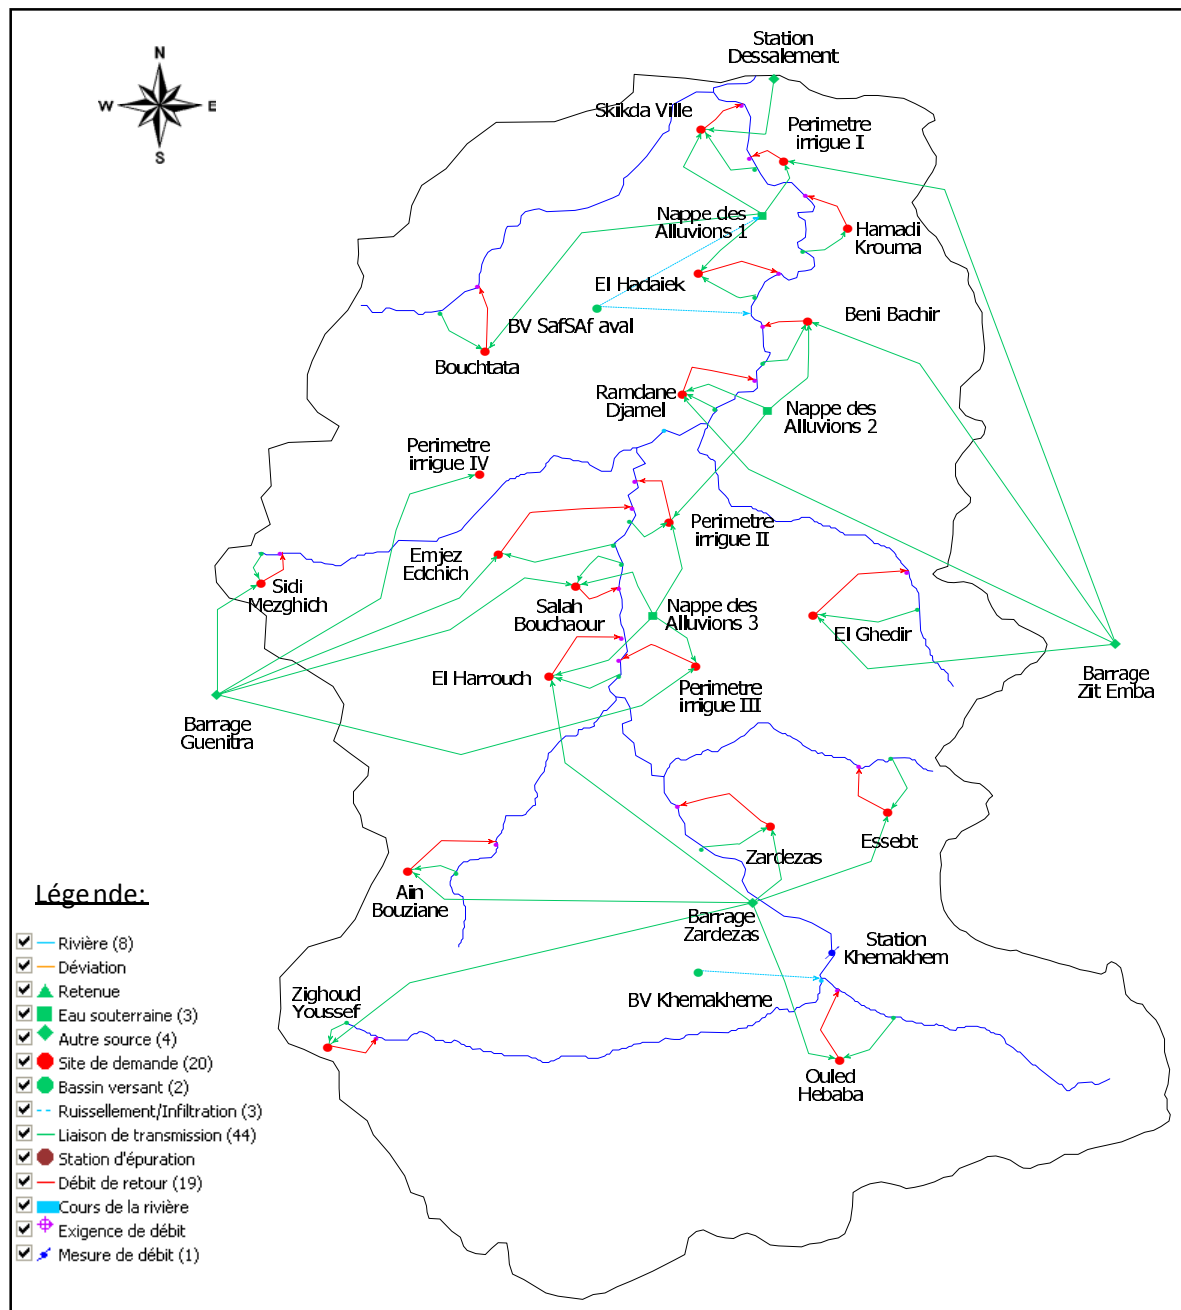 Station
Dessalement
N
W
E
S
Skikda Ville
Perimetre
irrigue I
Nappe des
Alluvions 1
Hamadi
Krouma
El Hadaiek
BV SafSAf aval
Beni Bachir
Bouchtata
Ramdane
Djamel
Nappe des
Alluvions 2
Perimetre
irrigue IV
Perimetre
irrigue II
Emjez
Edchich
Sidi
Mezghich
Salah
Bouchaour
Nappe des
Alluvions 3
El Ghedir
El Harrouch
Perimetre
irrigue III
Barrage
Ziit Emba
Barrage
Guenitra
Zardezas
Essebt
Ain
Bouziane
Barrage
Zardezas
Station
Khemakhem
BV Khemakheme
Zighoud
Youssef
Ouled
Hebaba
Légende:
Rivière (8)
Déviation
Retenue
Eau souterraine (3)
Autre source (4)
Site de demande (20)
Bassin versant (2)
Ruissellement/Infiltration (3)
Liaison de transmission (44)
Station d'épuration
Débit de retour (19)
Cours de la rivière
Exigence de débit
Mesure de débit (1)